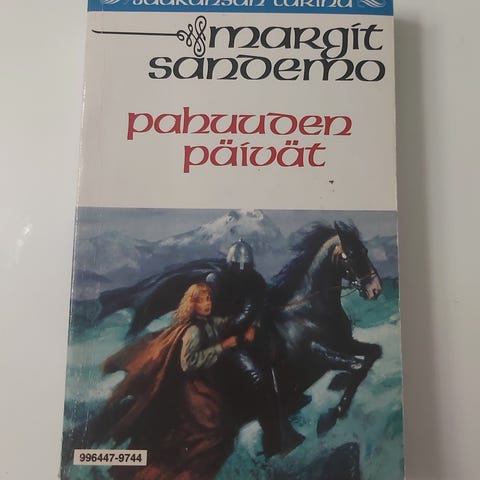 Jääkansan tarina
margit
sandemo
pahuuden
päivät
996447-9744